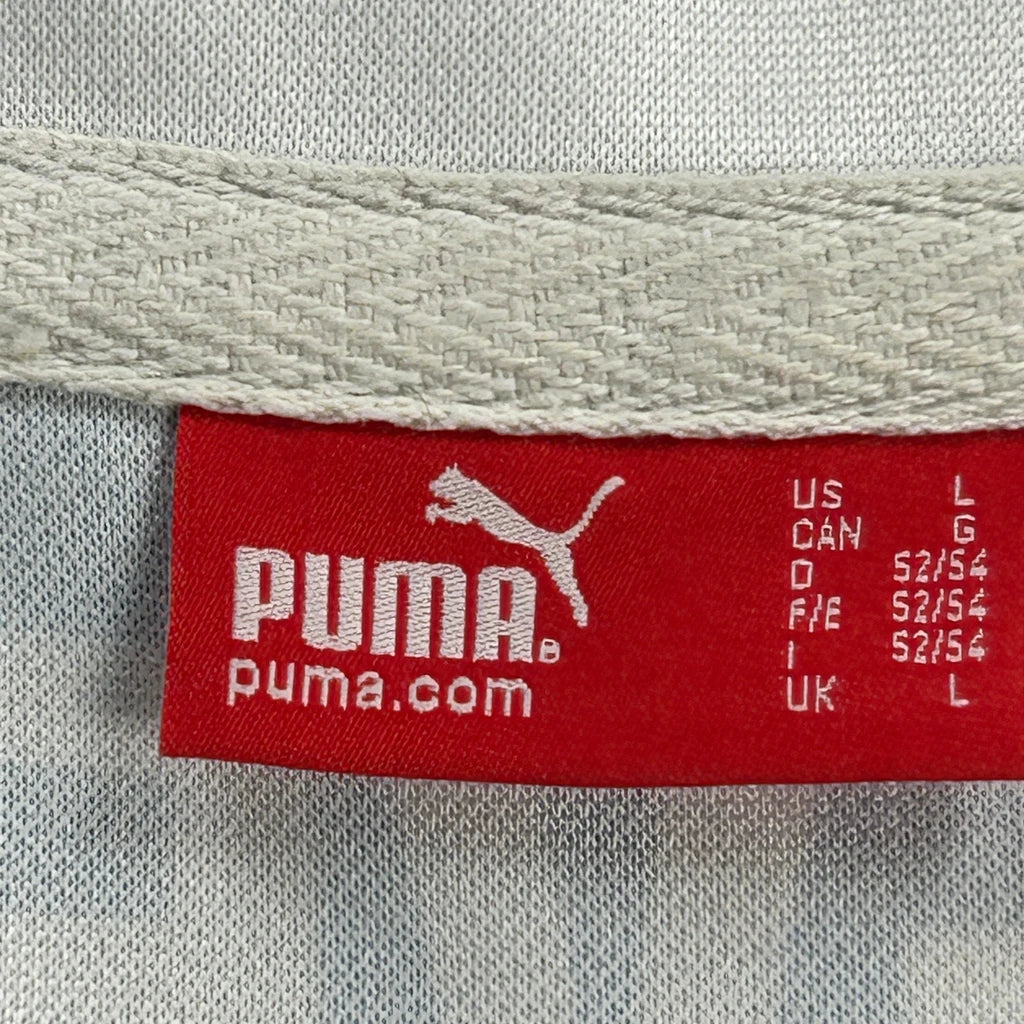 PUMA®
puma.com
US L
CAN G
D 52/54
F/E 52/54
I 52/54
UK L